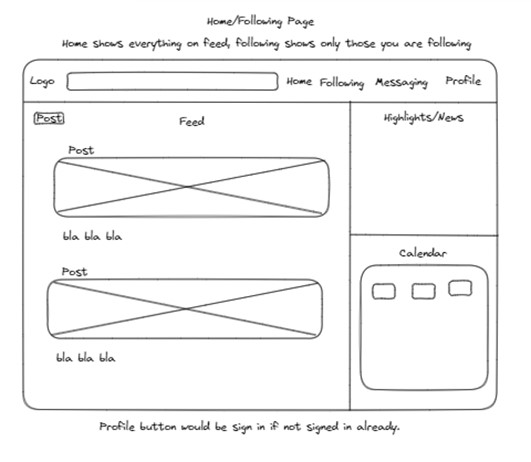 Home/Following Page
Home shows everything on feed, following shows only those you are following
Logo Home Following Messaging Profile
Post Feed Highlights/News
Post
bla bla bla
Calendar
Post
bla bla bla
Profile button would be sign in if not signed in already.